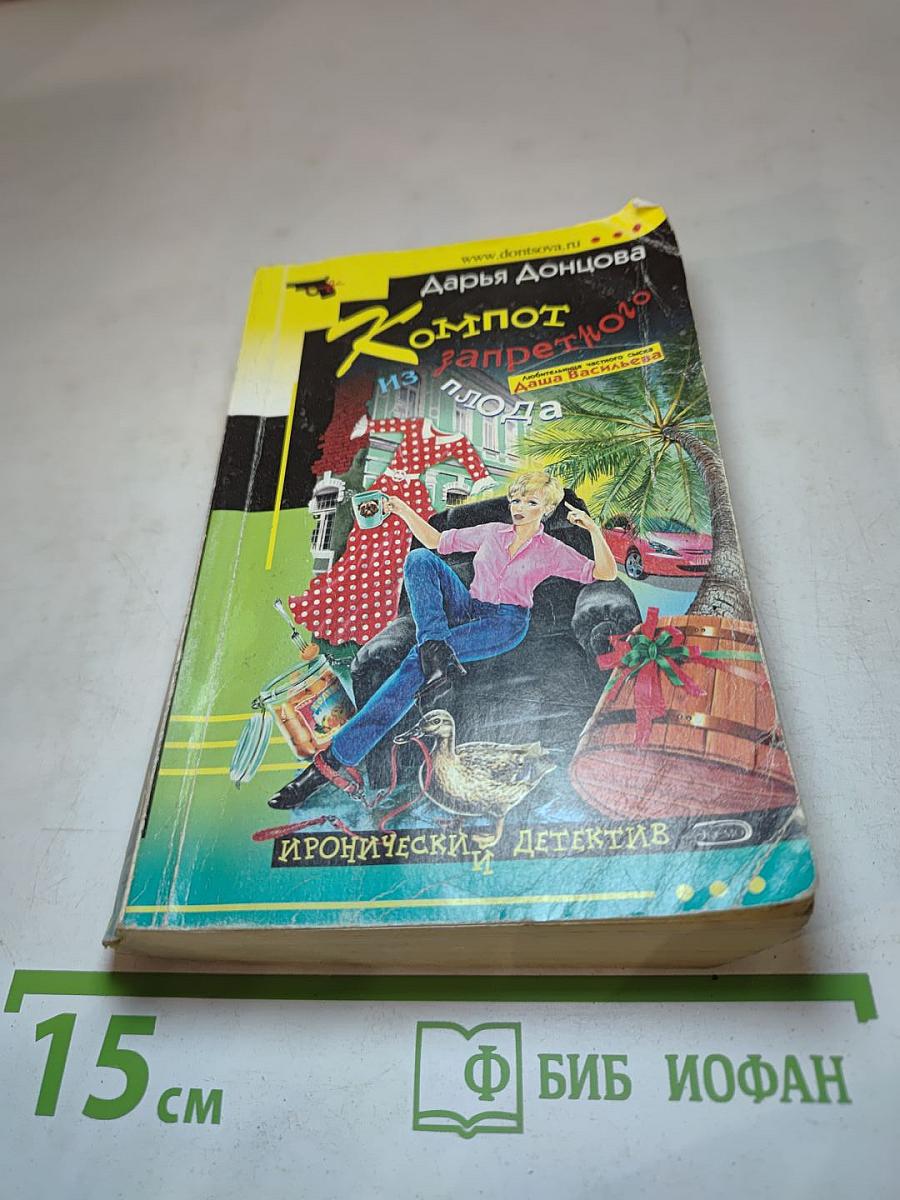 www.dontsova.ru
Дарья Донцова
Компот
из запретного
плода
Любительница частного сыска
Даша Васильева
ИРОНИЧЕСКИЙ ДЕТЕКТИВ
ЭКСМО
15 см
Ф БИБ ИОФАН